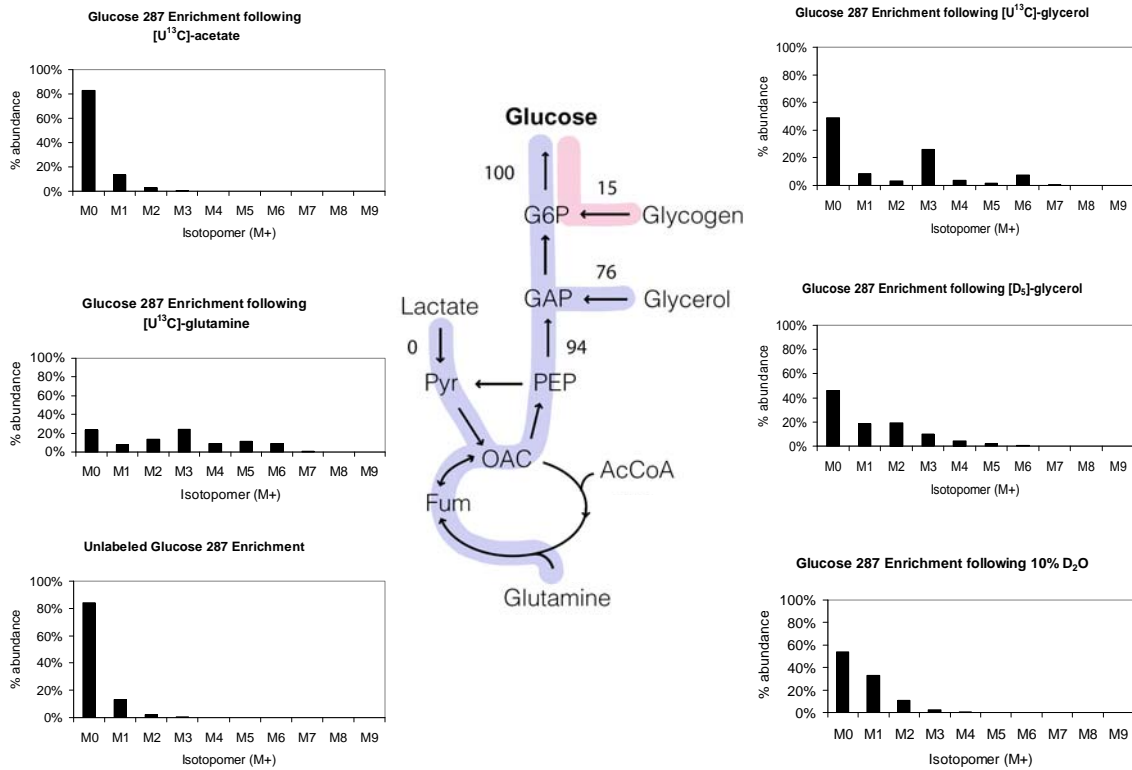 Glucose 287 Enrichment following
[U¹³C]-acetate
% abundance
100%
80%
60%
40%
20%
0%
M0 M1 M2 M3 M4 M5 M6 M7 M8 M9
Isotopomer (M+)
Glucose 287 Enrichment following
[U¹³C]-glutamine
% abundance
100%
80%
60%
40%
20%
0%
M0 M1 M2 M3 M4 M5 M6 M7 M8 M9
Isotopomer (M+)
Unlabeled Glucose 287 Enrichment
% abundance
100%
80%
60%
40%
20%
0%
M0 M1 M2 M3 M4 M5 M6 M7 M8 M9
Isotopomer (M+)
Glucose
100
15
G6P
Glycogen
76
GAP
Glycerol
Lactate
0
94
Pyr
PEP
OAC
AcCoA
Fum
Glutamine
Glucose 287 Enrichment following [U¹³C]-glycerol
% abundance
100%
80%
60%
40%
20%
0%
M0 M1 M2 M3 M4 M5 M6 M7 M8 M9
Isotopomer (M+)
Glucose 287 Enrichment following [D₅]-glycerol
% abundance
100%
80%
60%
40%
20%
0%
M0 M1 M2 M3 M4 M5 M6 M7 M8 M9
Isotopomer (M+)
Glucose 287 Enrichment following 10% D₂O
% abundance
100%
80%
60%
40%
20%
0%
M0 M1 M2 M3 M4 M5 M6 M7 M8 M9
Isotopomer (M+)